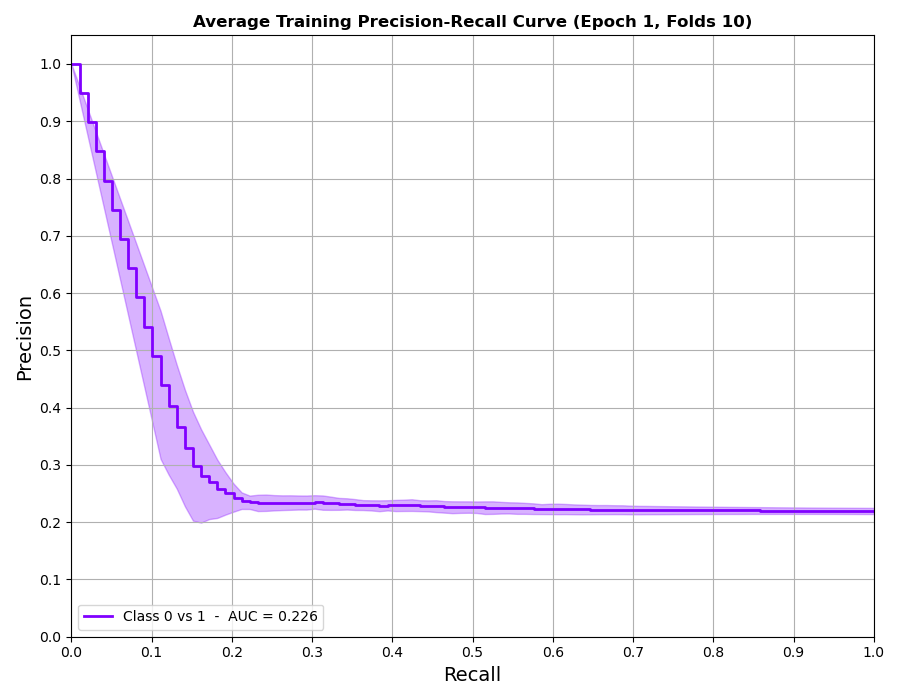 Average Training Precision-Recall Curve (Epoch 1, Folds 10)
Precision
1.0
0.9
0.8
0.7
0.6
0.5
0.4
0.3
0.2
0.1
0.0
Class 0 vs 1 - AUC = 0.226
0.0 0.1 0.2 0.3 0.4 0.5 0.6 0.7 0.8 0.9 1.0
Recall